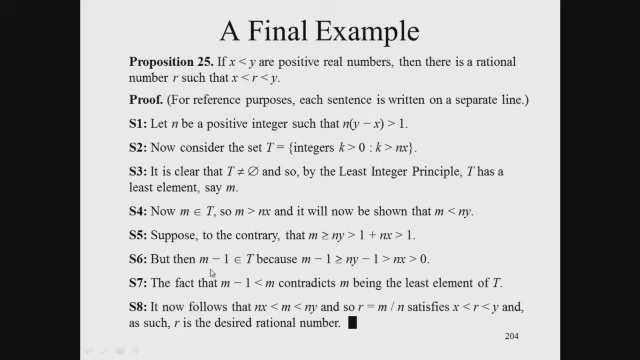 A Final Example
Proposition 25. If x < y are positive real numbers, then there is a rational
number r such that x < r < y.
Proof. (For reference purposes, each sentence is written on a separate line.)
S1: Let n be a positive integer such that n(y − x) > 1.
S2: Now consider the set T = {integers k > 0 : k > nx}.
S3: It is clear that T ≠ ∅ and so, by the Least Integer Principle, T has a
least element, say m.
S4: Now m ∈ T, so m > nx and it will now be shown that m < ny.
S5: Suppose, to the contrary, that m ≥ ny > 1 + nx > 1.
S6: But then m − 1 ∈ T because m − 1 ≥ ny − 1 > nx > 0.
S7: The fact that m − 1 < m contradicts m being the least element of T.
S8: It now follows that nx < m < ny and so r = m / n satisfies x < r < y and,
as such, r is the desired rational number. ■
204